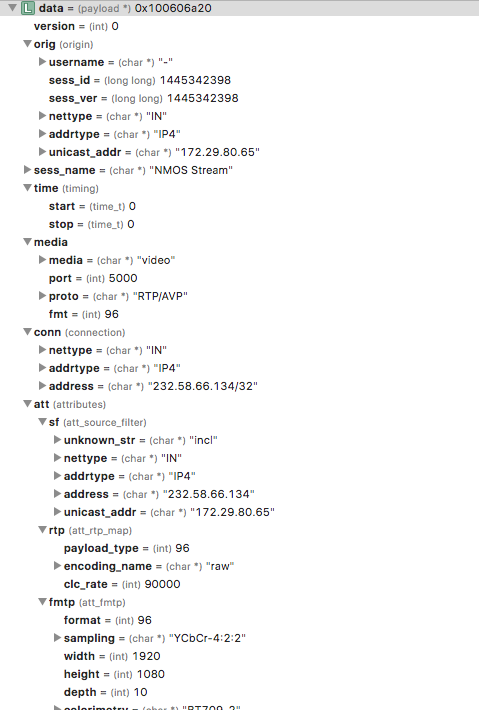 L data = (payload *) 0x100606a20
version = (int) 0
orig (origin)
username = (char *) "-"
sess_id = (long long) 1445342398
sess_ver = (long long) 1445342398
nettype = (char *) "IN"
addrtype = (char *) "IP4"
unicast_addr = (char *) "172.29.80.65"
sess_name = (char *) "NMOS Stream"
time (timing)
start = (time_t) 0
stop = (time_t) 0
media
media = (char *) "video"
port = (int) 5000
proto = (char *) "RTP/AVP"
fmt = (int) 96
conn (connection)
nettype = (char *) "IN"
addrtype = (char *) "IP4"
address = (char *) "232.58.66.134/32"
att (attributes)
sf (att_source_filter)
unknown_str = (char *) "incl"
nettype = (char *) "IN"
addrtype = (char *) "IP4"
address = (char *) "232.58.66.134"
unicast_addr = (char *) "172.29.80.65"
rtp (att_rtp_map)
payload_type = (int) 96
encoding_name = (char *) "raw"
clc_rate = (int) 90000
fmtp (att_fmtp)
format = (int) 96
sampling = (char *) "YCbCr-4:2:2"
width = (int) 1920
height = (int) 1080
depth = (int) 10
colorimetry = (char *) "BT709-2"